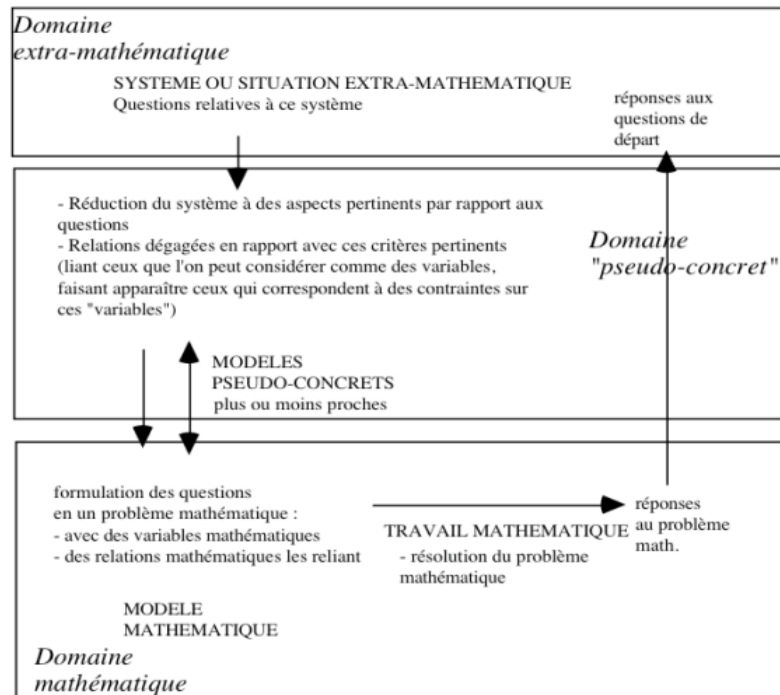 Domaine
extra-mathématique
SYSTEME OU SITUATION EXTRA-MATHEMATIQUE
Questions relatives à ce système
réponses aux
questions de
départ
- Réduction du système à des aspects pertinents par rapport aux
questions
- Relations dégagées en rapport avec ces critères pertinents
(liant ceux que l'on peut considérer comme des variables,
faisant apparaître ceux qui correspondent à des contraintes sur
ces "variables")
Domaine
"pseudo-concret"
MODELES
PSEUDO-CONCRETS
plus ou moins proches
formulation des questions
en un problème mathématique :
- avec des variables mathématiques
- des relations mathématiques les reliant
TRAVAIL MATHEMATIQUE
- résolution du problème
mathématique
réponses
au problème
math.
MODELE
MATHEMATIQUE
Domaine
mathématique